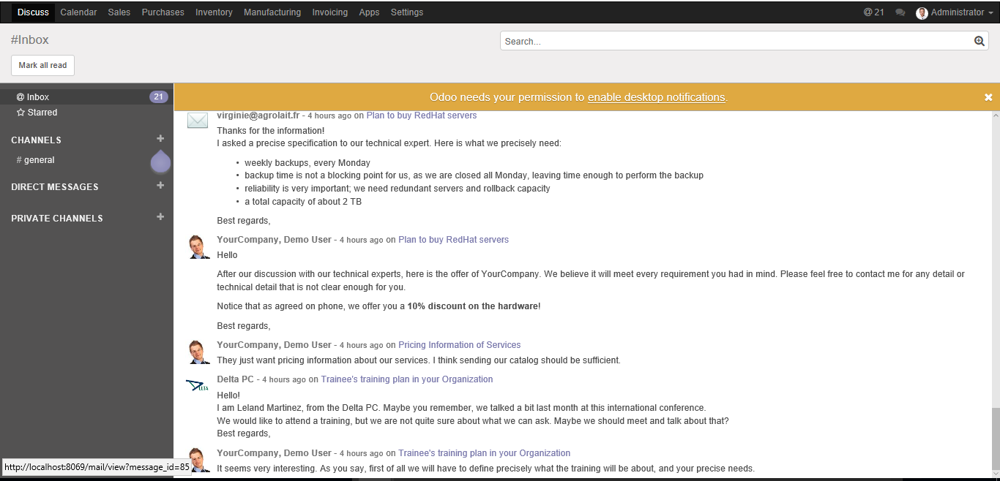 Discuss Calendar Sales Purchases Inventory Manufacturing Invoicing Apps Settings @ 21 Administrator
#Inbox
Search...
Mark all read
@ Inbox 21
Starred
CHANNELS +
# general
DIRECT MESSAGES +
PRIVATE CHANNELS +
Odoo needs your permission to enable desktop notifications. ×
virginie@agrolait.fr - 4 hours ago on Plan to buy RedHat servers
Thanks for the information!
I asked a precise specification to our technical expert. Here is what we precisely need:
• weekly backups, every Monday
• backup time is not a blocking point for us, as we are closed all Monday, leaving time enough to perform the backup
• reliability is very important; we need redundant servers and rollback capacity
• a total capacity of about 2 TB
Best regards,
YourCompany, Demo User - 4 hours ago on Plan to buy RedHat servers
Hello
After our discussion with our technical experts, here is the offer of YourCompany. We believe it will meet every requirement you had in mind. Please feel free to contact me for any detail or
technical detail that is not clear enough for you.
Notice that as agreed on phone, we offer you a 10% discount on the hardware!
Best regards,
YourCompany, Demo User - 4 hours ago on Pricing Information of Services
They just want pricing information about our services. I think sending our catalog should be sufficient.
DELTA
Delta PC - 4 hours ago on Trainee's training plan in your Organization
Hello!
I am Leland Martinez, from the Delta PC. Maybe you remember, we talked a bit last month at this international conference.
We would like to attend a training, but we are not quite sure about what we can ask. Maybe we should meet and talk about that?
Best regards,
YourCompany, Demo User - 4 hours ago on Trainee's training plan in your Organization
It seems very interesting. As you say, first of all we will have to define precisely what the training will be about, and your precise needs.
http://localhost:8069/mail/view?message_id=85